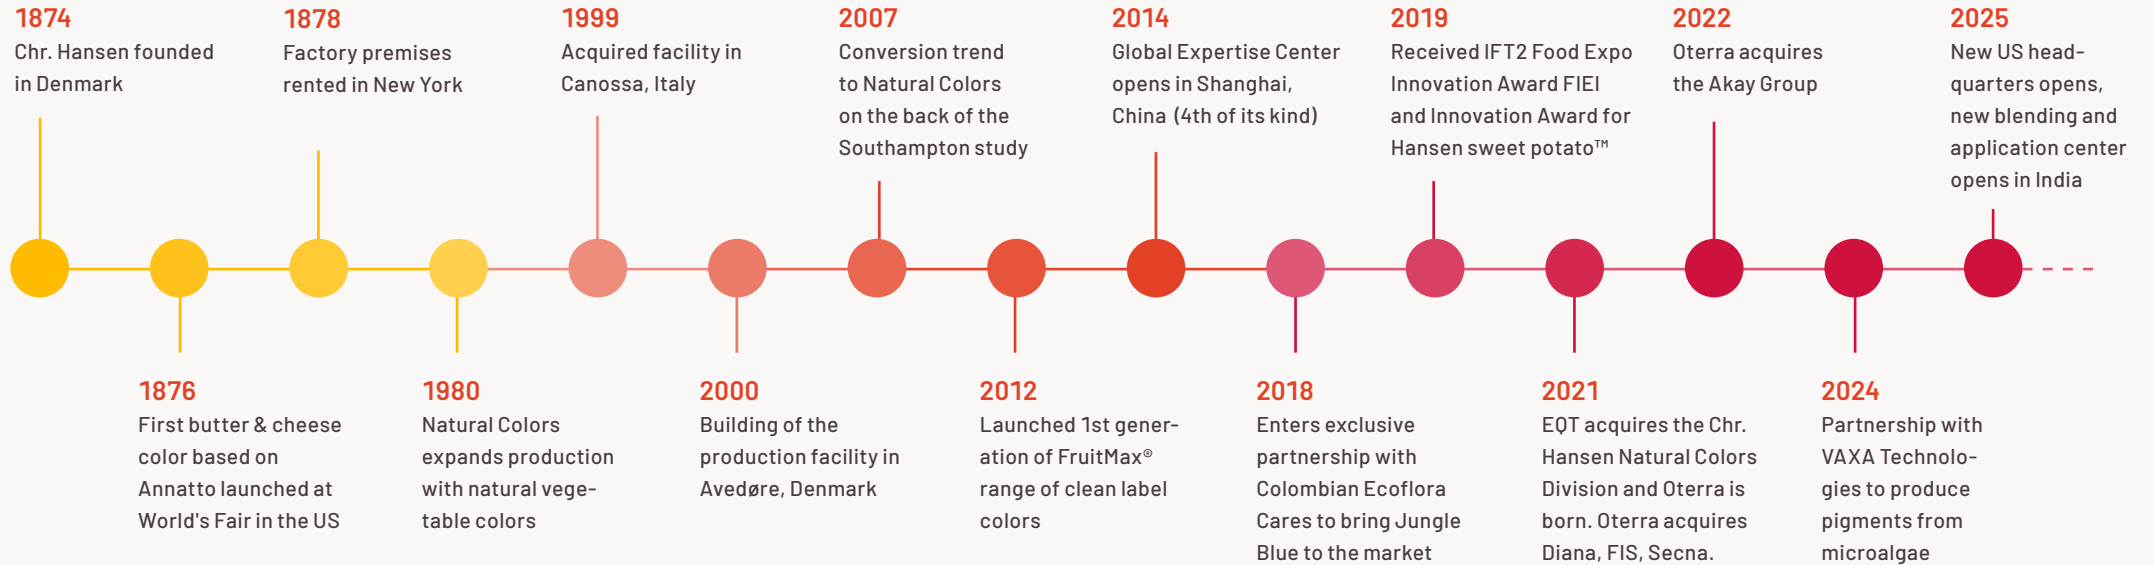 1874
Chr. Hansen founded
in Denmark
1876
First butter & cheese
color based on
Annatto launched at
World's Fair in the US
1878
Factory premises
rented in New York
1980
Natural Colors
expands production
with natural vege-
table colors
1999
Acquired facility in
Canossa, Italy
2000
Building of the
production facility in
Avedøre, Denmark
2007
Conversion trend
to Natural Colors
on the back of the
Southampton study
2012
Launched 1st gener-
ation of FruitMax®
range of clean label
colors
2014
Global Expertise Center
opens in Shanghai,
China (4th of its kind)
2018
Enters exclusive
partnership with
Colombian Ecoflora
Cares to bring Jungle
Blue to the market
2019
Received IFT2 Food Expo
Innovation Award FIEI
and Innovation Award for
Hansen sweet potato™
2021
EQT acquires the Chr.
Hansen Natural Colors
Division and Oterra is
born. Oterra acquires
Diana, FIS, Secna.
2022
Oterra acquires
the Akay Group
2024
Partnership with
VAXA Technolo-
gies to produce
pigments from
microalgae
2025
New US head-
quarters opens,
new blending and
application center
opens in India